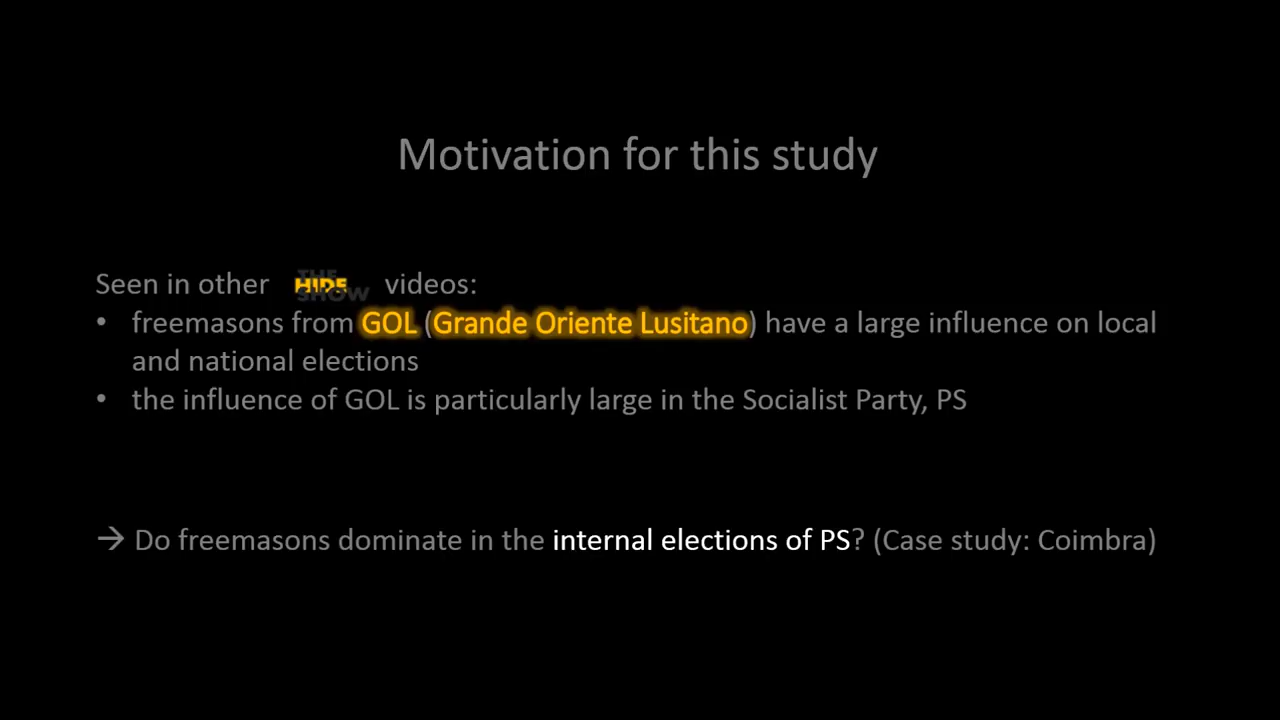 Motivation for this study
Seen in other THE HIDE SHOW videos:
• freemasons from GOL (Grande Oriente Lusitano) have a large influence on local
and national elections
• the influence of GOL is particularly large in the Socialist Party, PS
→ Do freemasons dominate in the internal elections of PS? (Case study: Coimbra)